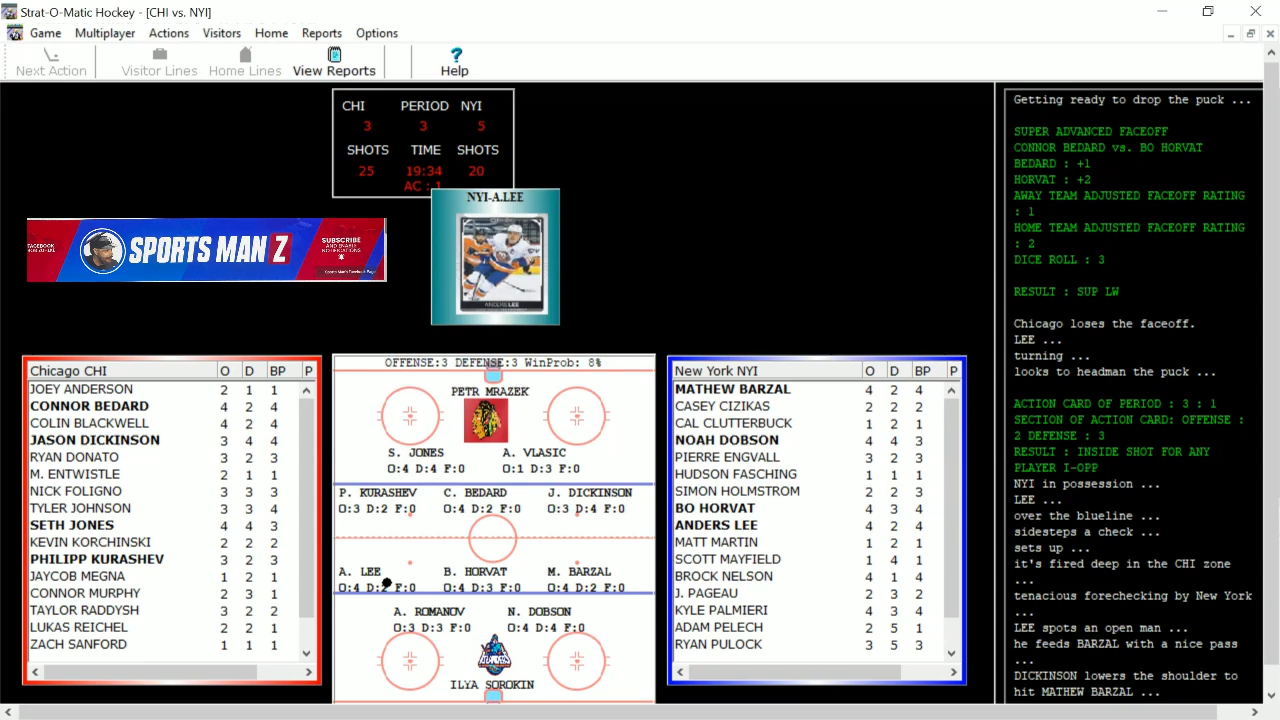 Strat-O-Matic Hockey - [CHI vs. NYI]
Game Multiplayer Actions Visitors Home Reports Options
Next Action Visitor Lines Home Lines View Reports Help
CHI PERIOD NYI
3 3 5
SHOTS TIME SHOTS
25 19:34 20
AC : 1
NYI-A.LEE
ANDERS LEE
SPORTS MAN Z
SUBSCRIBE
AND ENABLE
NOTIFICATIONS
Sports Man's Facebook Page
Chicago CHI O D BP P
JOEY ANDERSON 2 1 1
CONNOR BEDARD 4 2 4
COLIN BLACKWELL 4 2 4
JASON DICKINSON 3 4 4
RYAN DONATO 3 2 3
M. ENTWISTLE 2 1 1
NICK FOLIGNO 3 3 3
TYLER JOHNSON 3 3 4
SETH JONES 4 4 3
KEVIN KORCHINSKI 2 2 2
PHILIPP KURASHEV 3 2 3
JAYCOB MEGNA 1 2 1
CONNOR MURPHY 2 3 1
TAYLOR RADDYSH 3 2 2
LUKAS REICHEL 2 2 1
ZACH SANFORD 1 1 1
OFFENSE:3 DEFENSE:3 WinProb: 8%
PETR MRAZEK
S. JONES A. VLASIC
O:4 D:4 F:0 O:1 D:3 F:0
P. KURASHEV C. BEDARD J. DICKINSON
O:3 D:2 F:0 O:4 D:2 F:0 O:3 D:4 F:0
A. LEE B. HORVAT M. BARZAL
O:4 D:2 F:0 O:4 D:3 F:0 O:4 D:2 F:0
A. ROMANOV N. DOBSON
O:3 D:3 F:0 O:4 D:4 F:0
ILYA SOROKIN
New York NYI O D BP P
MATHEW BARZAL 4 2 4
CASEY CIZIKAS 2 2 2
CAL CLUTTERBUCK 1 2 1
NOAH DOBSON 4 4 3
PIERRE ENGVALL 3 2 3
HUDSON FASCHING 1 1 1
SIMON HOLMSTROM 2 2 3
BO HORVAT 4 3 4
ANDERS LEE 4 2 4
MATT MARTIN 1 2 1
SCOTT MAYFIELD 1 4 1
BROCK NELSON 4 1 4
J. PAGEAU 2 3 2
KYLE PALMIERI 4 3 4
ADAM PELECH 2 5 1
RYAN PULOCK 3 5 3
Getting ready to drop the puck ...
SUPER ADVANCED FACEOFF
CONNOR BEDARD vs. BO HORVAT
BEDARD : +1
HORVAT : +2
AWAY TEAM ADJUSTED FACEOFF RATING
: 1
HOME TEAM ADJUSTED FACEOFF RATING
: 2
DICE ROLL : 3
RESULT : SUP LW
Chicago loses the faceoff.
LEE ...
turning ...
looks to headman the puck ...
ACTION CARD OF PERIOD : 3 : 1
SECTION OF ACTION CARD: OFFENSE :
2 DEFENSE : 3
RESULT : INSIDE SHOT FOR ANY
PLAYER I-OPP
NYI in possession ...
LEE ...
over the blueline ...
sidesteps a check ...
sets up ...
it's fired deep in the CHI zone
...
tenacious forechecking by New York
...
LEE spots an open man ...
he feeds BARZAL with a nice pass
...
DICKINSON lowers the shoulder to
hit MATHEW BARZAL ...